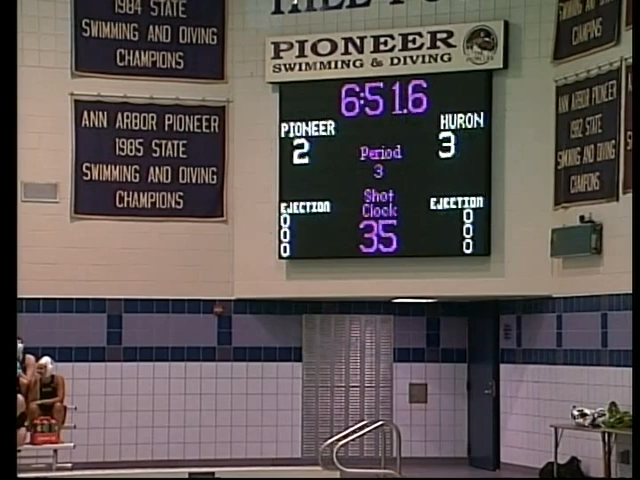 1984 STATE
SWIMMING AND DIVING
CHAMPIONS
ANN ARBOR PIONEER
1985 STATE
SWIMMING AND DIVING
CHAMPIONS
PIONEER
SWIMMING & DIVING
6:51.6
PIONEER
2
HURON
3
Period
3
Shot
Clock
35
EJECTION
0
0
0
EJECTION
0
0
0
SWIMMING AND
CHAMPIONS
ANN ARBOR PIONEER
1982 STATE
SWIMMING AND DIVING
CHAMPIONS